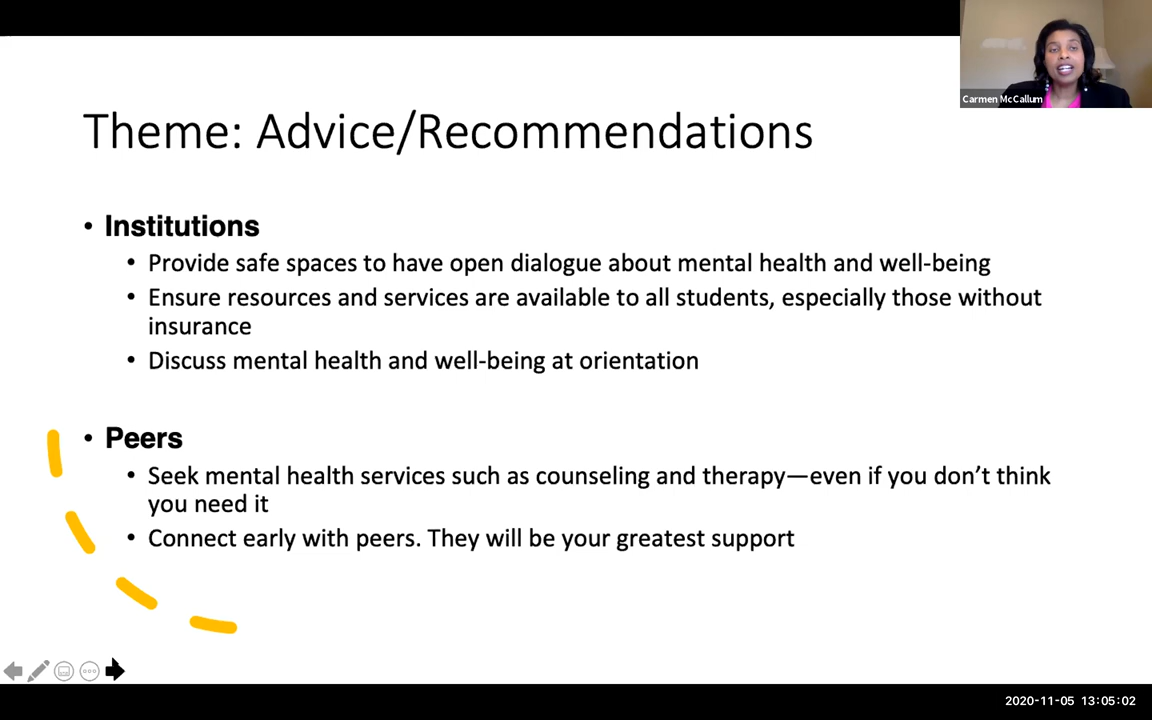 Carmen McCallum
Theme: Advice/Recommendations
• Institutions
• Provide safe spaces to have open dialogue about mental health and well-being
• Ensure resources and services are available to all students, especially those without
insurance
• Discuss mental health and well-being at orientation
• Peers
• Seek mental health services such as counseling and therapy—even if you don’t think
you need it
• Connect early with peers. They will be your greatest support
2020-11-05 13:05:02